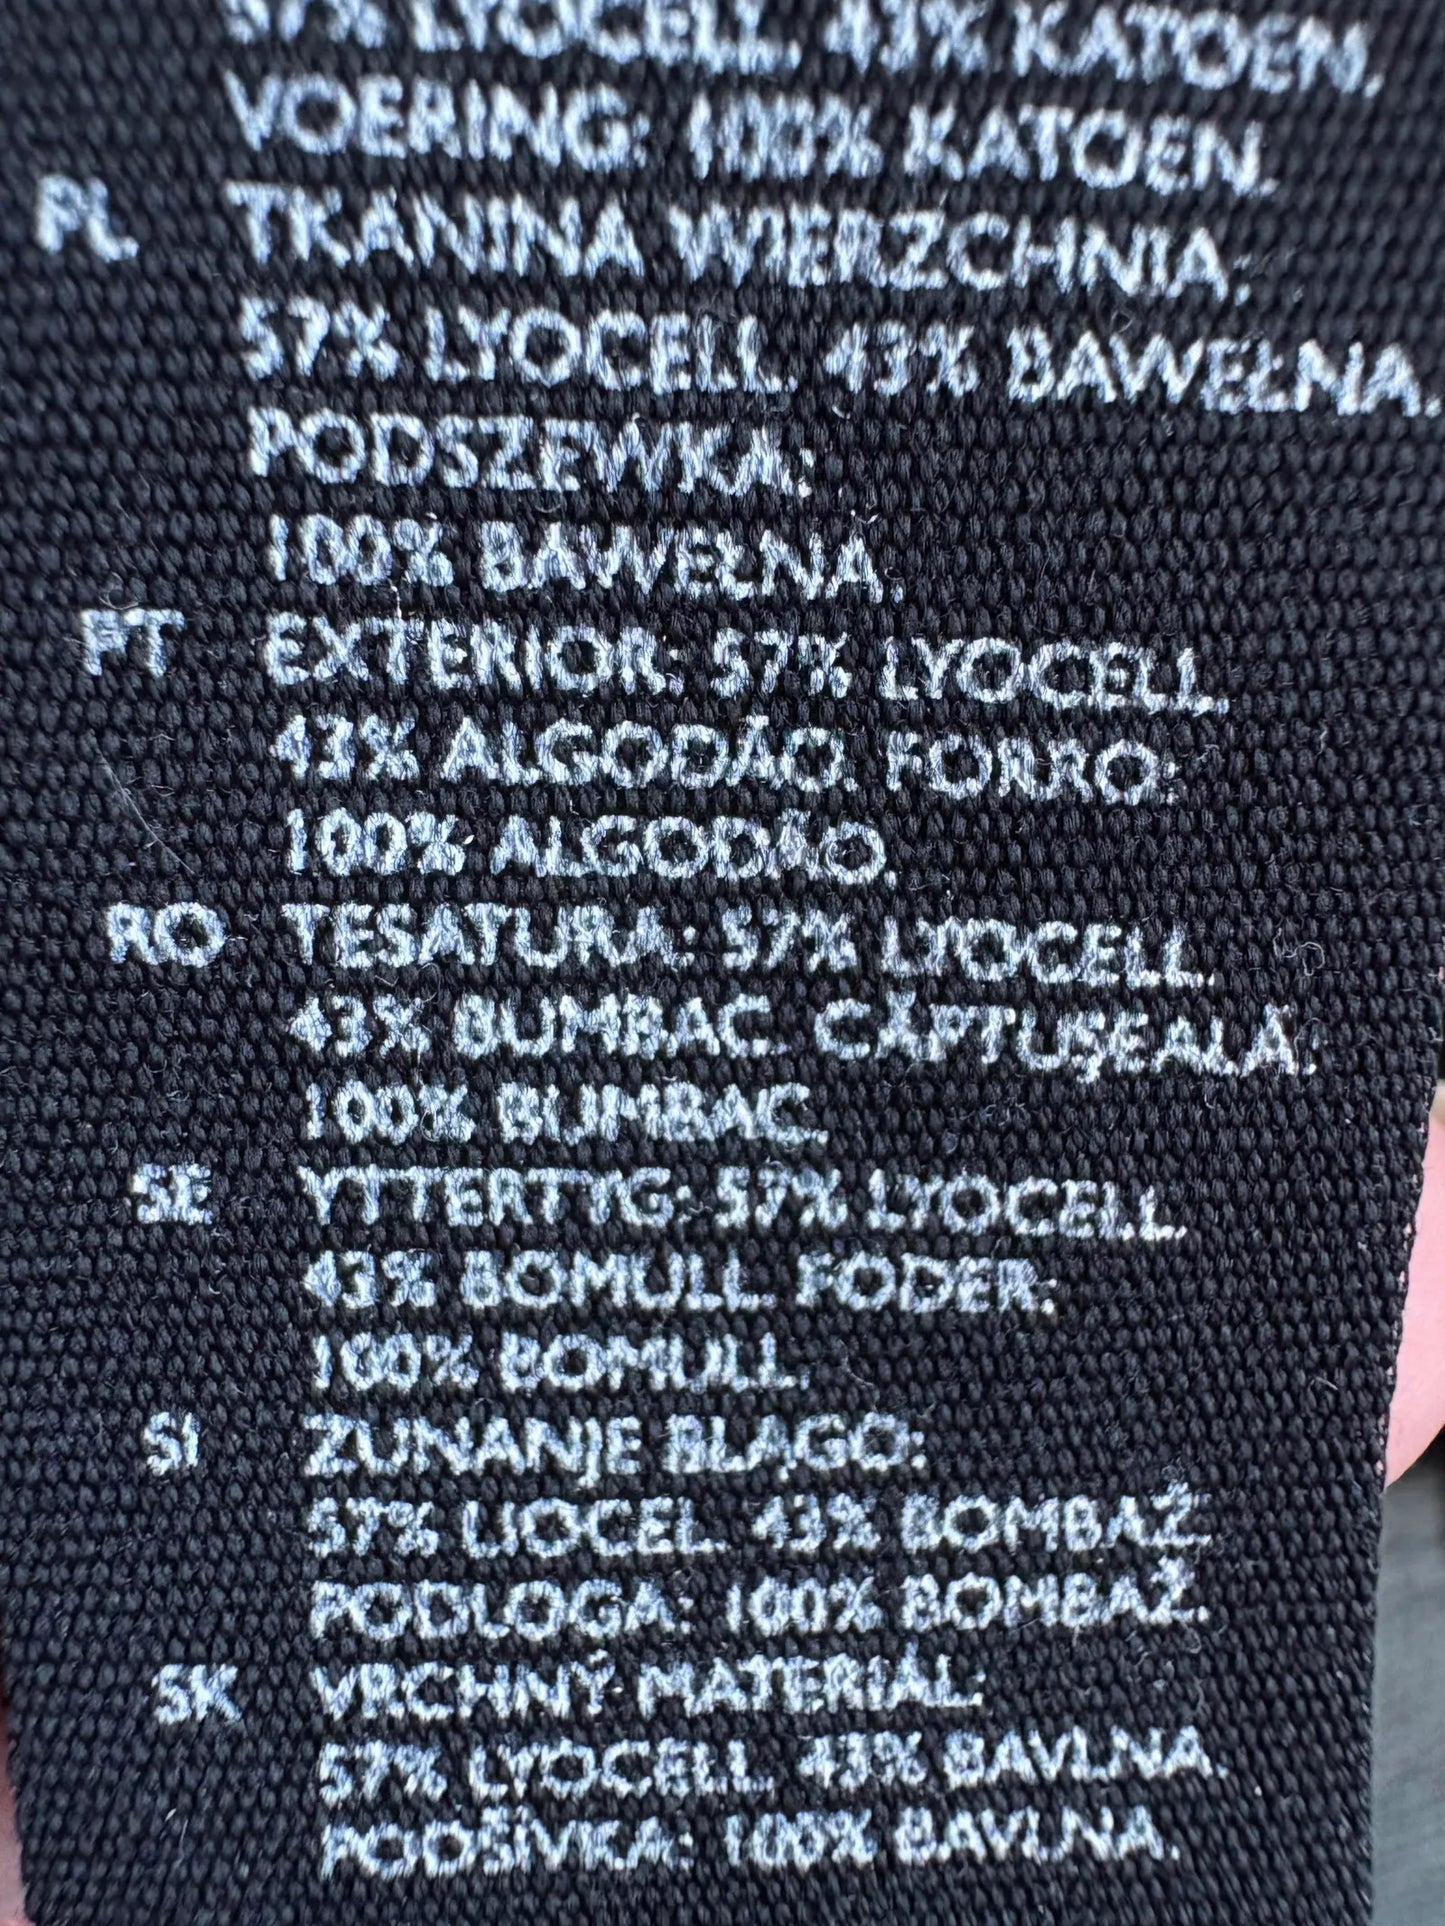 57% LYOCELL. 43% KATOEN.
VOERING: 100% KATOEN.
PL TKANINA WIERZCHNIA:
57% LYOCELL. 43% BAWEŁNA.
PODSZEWKA:
100% BAWEŁNA.
PT EXTERIOR: 57% LYOCELL.
43% ALGODÃO. FORRO:
100% ALGODÃO.
RO TESATURA: 57% LYOCELL.
43% BUMBAC. CĂPTUȘEALĂ:
100% BUMBAC.
SE YTTERTYG: 57% LYOCELL.
43% BOMULL. FODER:
100% BOMULL.
SI ZUNANJE BLAGO:
57% LIOCEL. 43% BOMBAŽ.
PODLOGA: 100% BOMBAŽ.
SK VRCHNÝ MATERIÁL:
57% LYOCELL. 43% BAVLNA.
PODŠÍVKA: 100% BAVLNA.